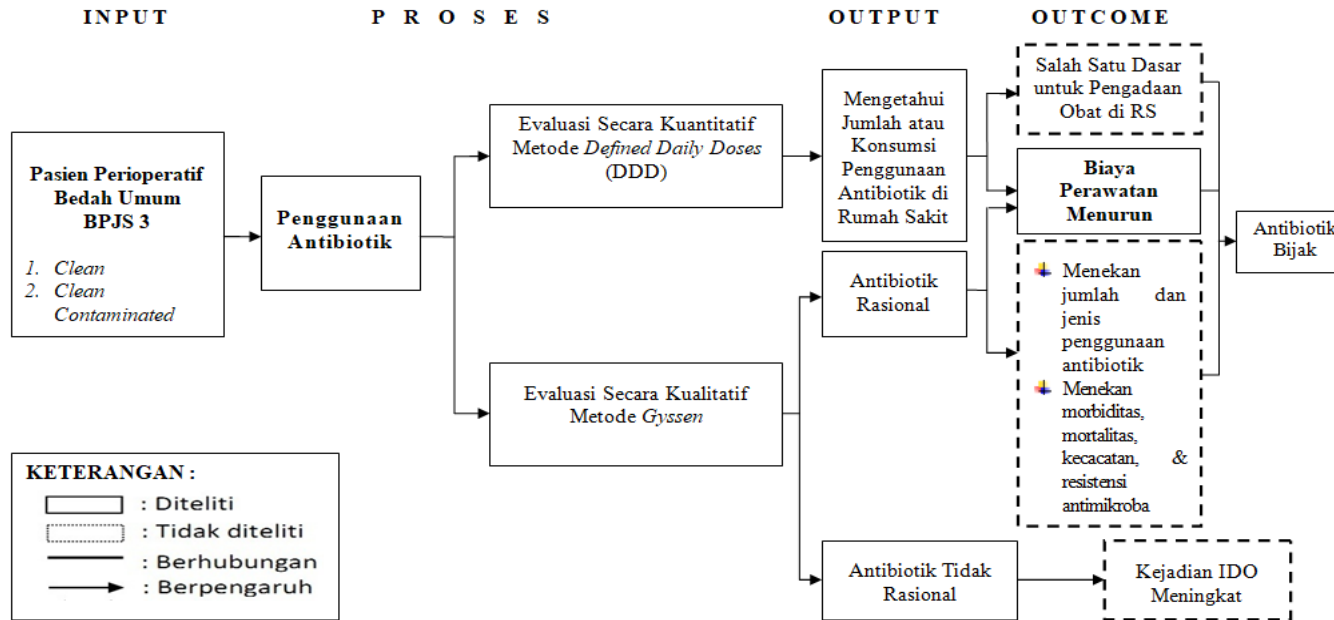 INPUT
P R O S E S
OUTPUT
OUTCOME
Pasien Perioperatif
Bedah Umum
BPJS 3
1. Clean
2. Clean
Contaminated
Penggunaan
Antibiotik
Evaluasi Secara Kuantitatif
Metode Defined Daily Doses
(DDD)
Evaluasi Secara Kualitatif
Metode Gyssen
Mengetahui
Jumlah atau
Konsumsi
Penggunaan
Antibiotik di
Rumah Sakit
Antibiotik
Rasional
Antibiotik Tidak
Rasional
Salah Satu Dasar
untuk Pengadaan
Obat di RS
Biaya
Perawatan
Menurun
Menekan
jumlah dan
jenis
penggunaan
antibiotik
Menekan
morbiditas,
mortalitas,
kecacatan, &
resistensi
antimikroba
Kejadian IDO
Meningkat
Antibiotik
Bijak
KETERANGAN :
: Diteliti
: Tidak diteliti
: Berhubungan
: Berpengaruh